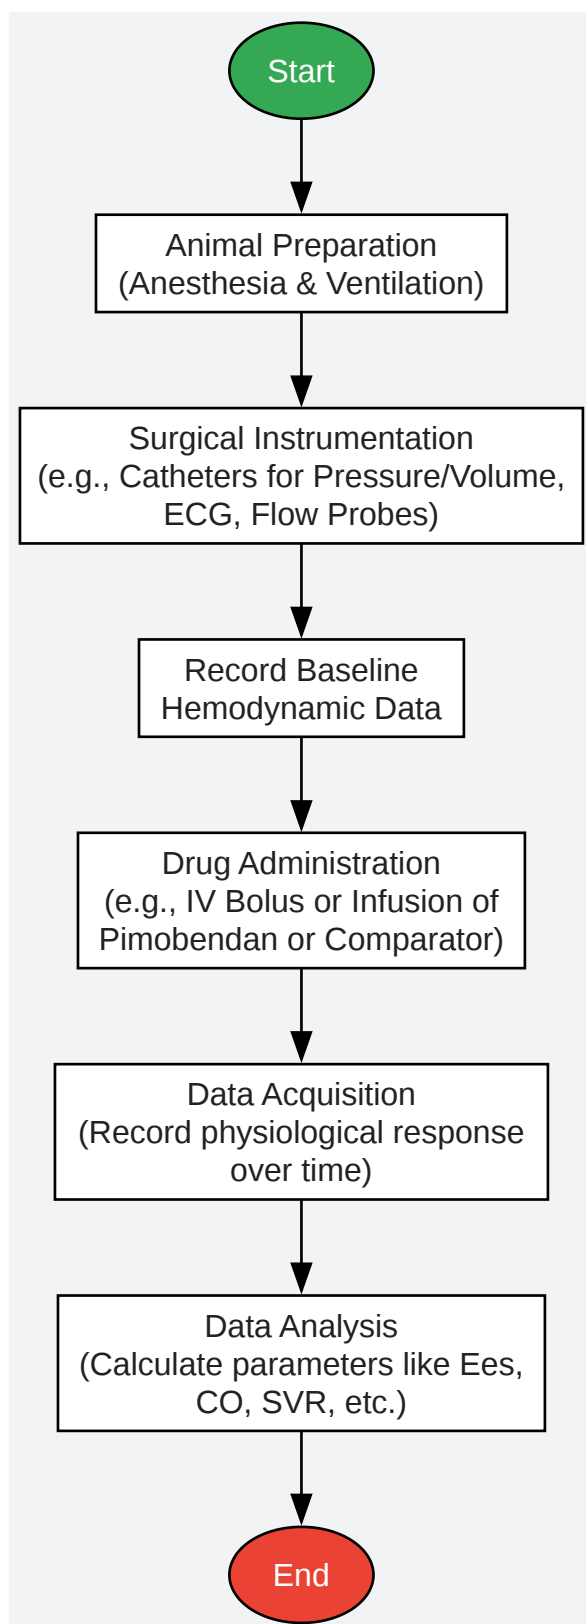 Start
Animal Preparation
(Anesthesia & Ventilation)
Surgical Instrumentation
(e.g., Catheters for Pressure/Volume,
ECG, Flow Probes)
Record Baseline
Hemodynamic Data
Drug Administration
(e.g., IV Bolus or Infusion of
Pimobendan or Comparator)
Data Acquisition
(Record physiological response
over time)
Data Analysis
(Calculate parameters like Ees,
CO, SVR, etc.)
End